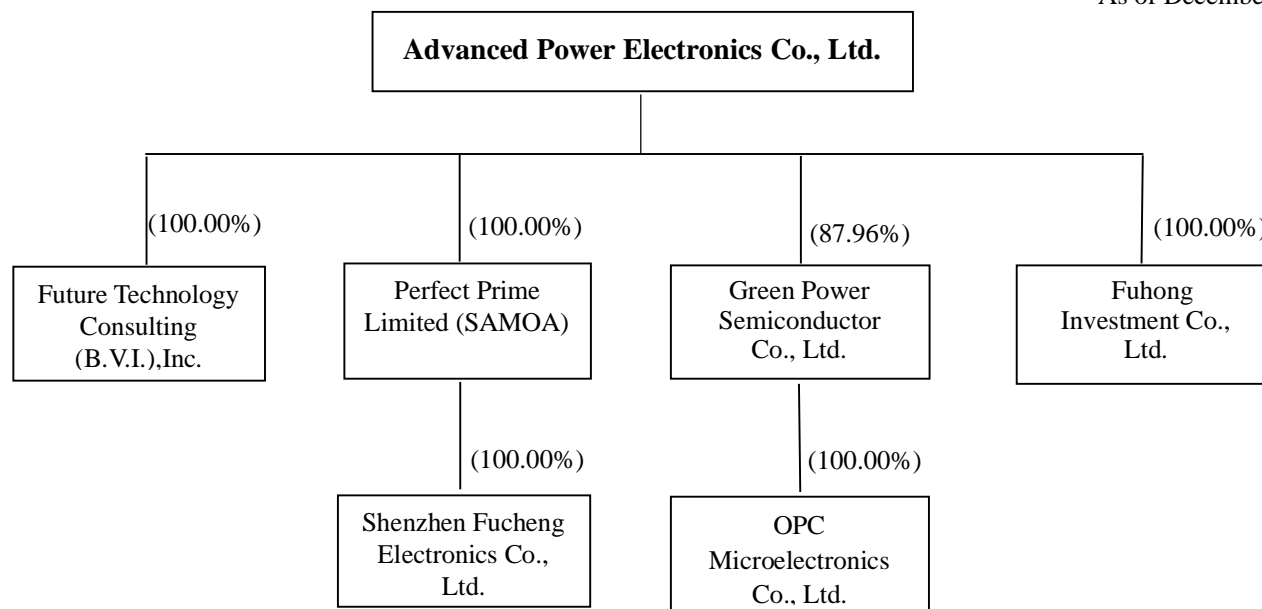 As of December
Advanced Power Electronics Co., Ltd.
(100.00%)
(100.00%)
(87.96%)
(100.00%)
Future Technology
Consulting
(B.V.I.),Inc.
Perfect Prime
Limited (SAMOA)
Green Power
Semiconductor
Co., Ltd.
Fuhong
Investment Co.,
Ltd.
(100.00%)
(100.00%)
Shenzhen Fucheng
Electronics Co.,
Ltd.
OPC
Microelectronics
Co., Ltd.